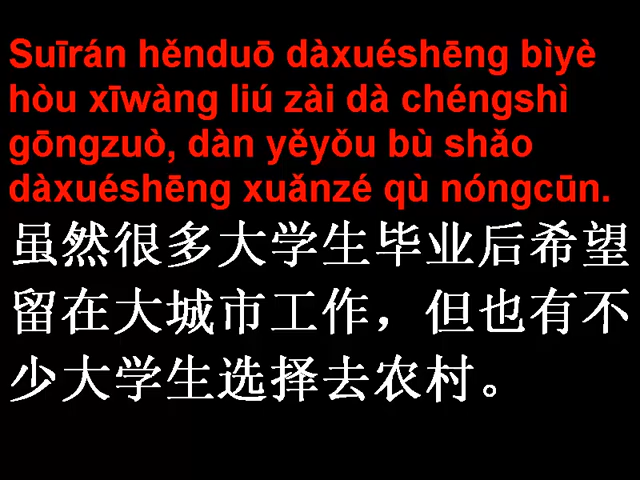 Suīrán hěnduō dàxuéshēng bìyè
hòu xīwàng liú zài dà chéngshì
gōngzuò, dàn yěyǒu bù shǎo
dàxuéshēng xuǎnzé qù nóngcūn.
虽然很多大学生毕业后希望
留在大城市工作，但也有不
少大学生选择去农村。